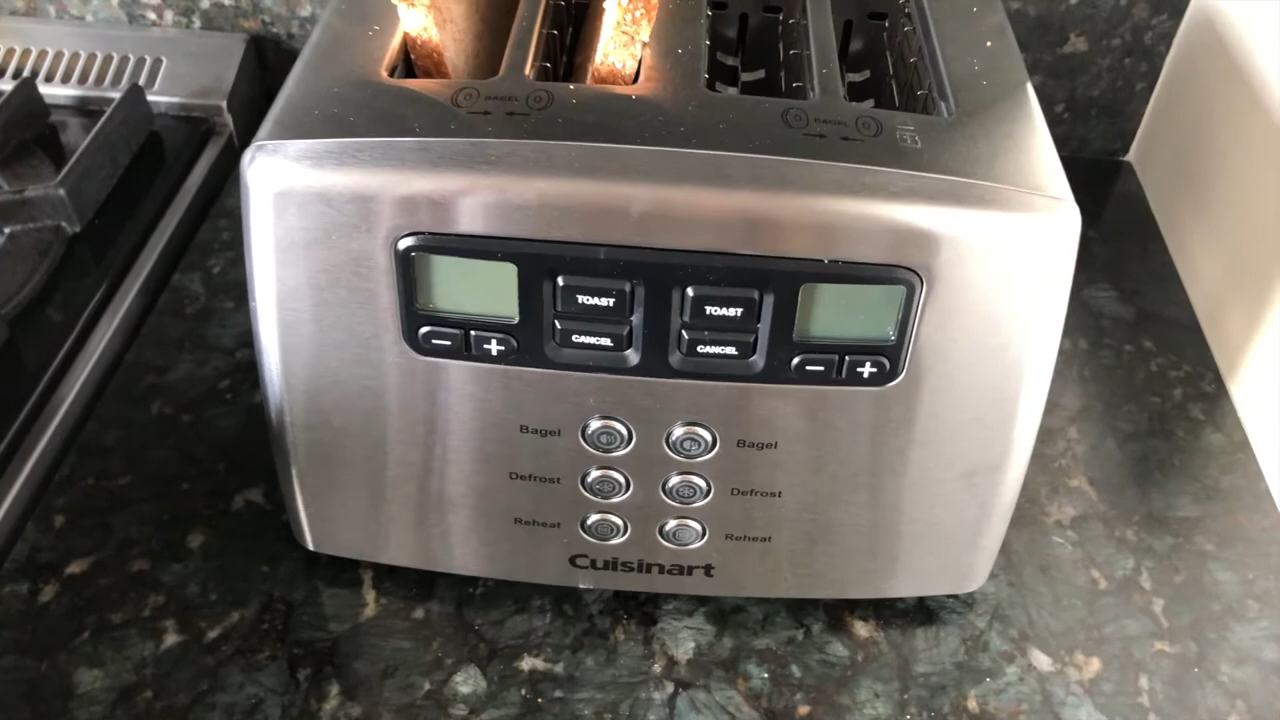 BAGEL
BAGEL
TOAST
CANCEL
TOAST
CANCEL
Bagel
Bagel
Defrost
Defrost
Reheat
Reheat
Cuisinart